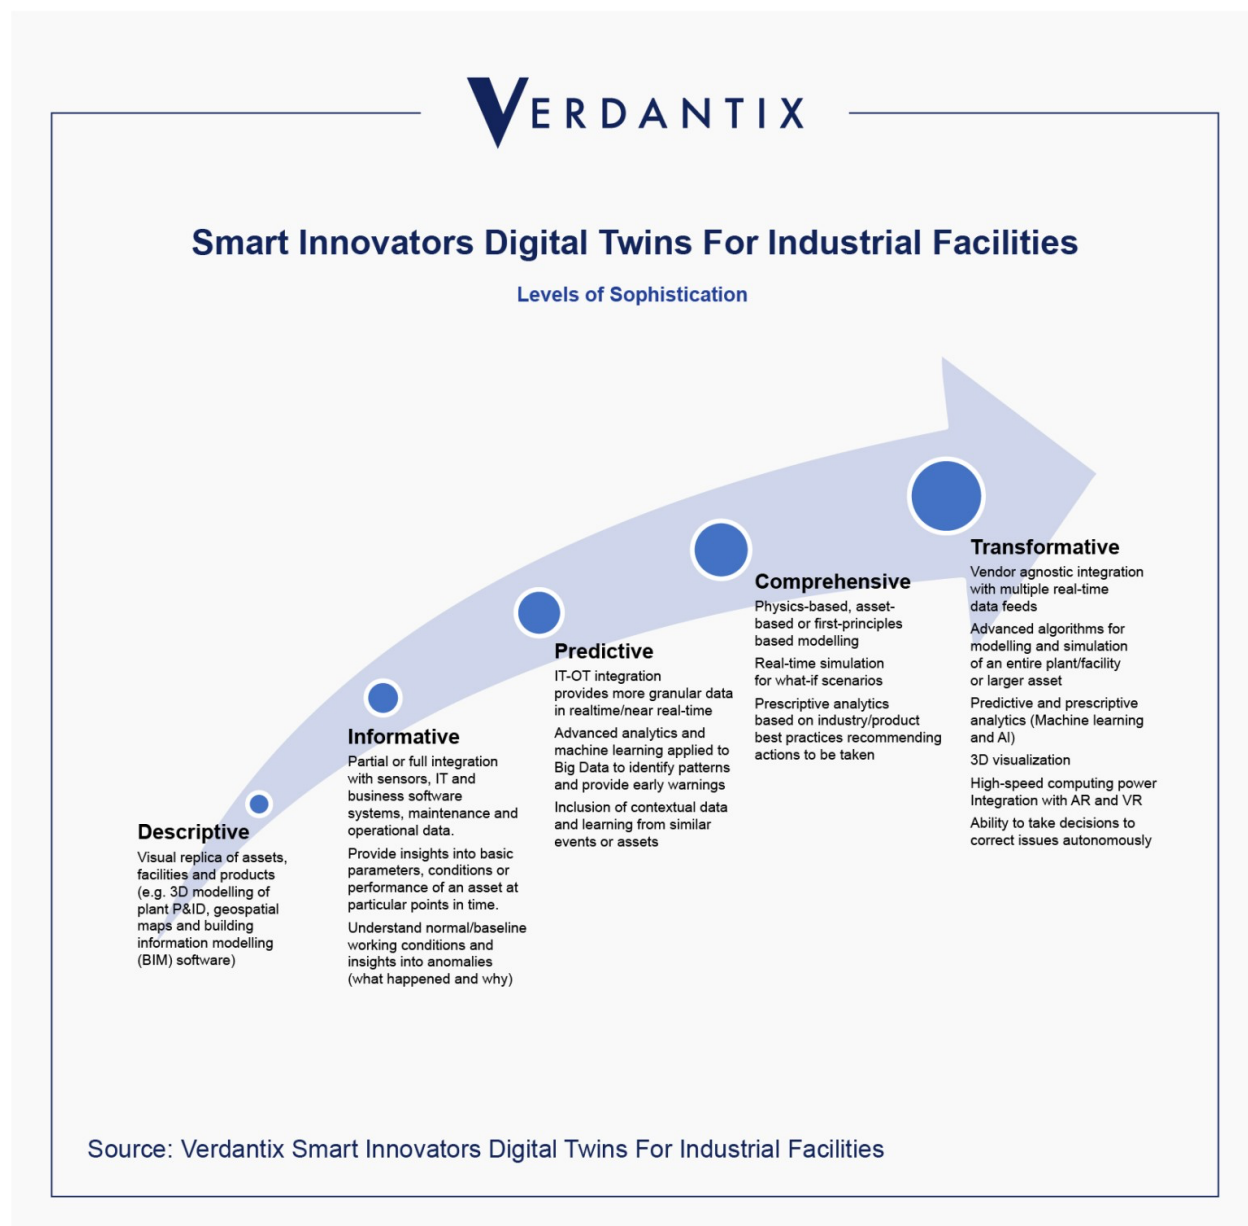 VERDANTIX
Smart Innovators Digital Twins For Industrial Facilities
Levels of Sophistication
Descriptive
Visual replica of assets,
facilities and products
(e.g. 3D modelling of
plant P&ID, geospatial
maps and building
information modelling
(BIM) software)
Informative
Partial or full integration
with sensors, IT and
business software
systems, maintenance and
operational data.
Provide insights into basic
parameters, conditions or
performance of an asset at
particular points in time.
Understand normal/baseline
working conditions and
insights into anomalies
(what happened and why)
Predictive
IT-OT integration
provides more granular data
in realtime/near real-time
Advanced analytics and
machine learning applied to
Big Data to identify patterns
and provide early warnings
Inclusion of contextual data
and learning from similar
events or assets
Comprehensive
Physics-based, asset-
based or first-principles
based modelling
Real-time simulation
for what-if scenarios
Prescriptive analytics
based on industry/product
best practices recommending
actions to be taken
Transformative
Vendor agnostic integration
with multiple real-time
data feeds
Advanced algorithms for
modelling and simulation
of an entire plant/facility
or larger asset
Predictive and prescriptive
analytics (Machine learning
and AI)
3D visualization
High-speed computing power
Integration with AR and VR
Ability to take decisions to
correct issues autonomously
Source: Verdantix Smart Innovators Digital Twins For Industrial Facilities